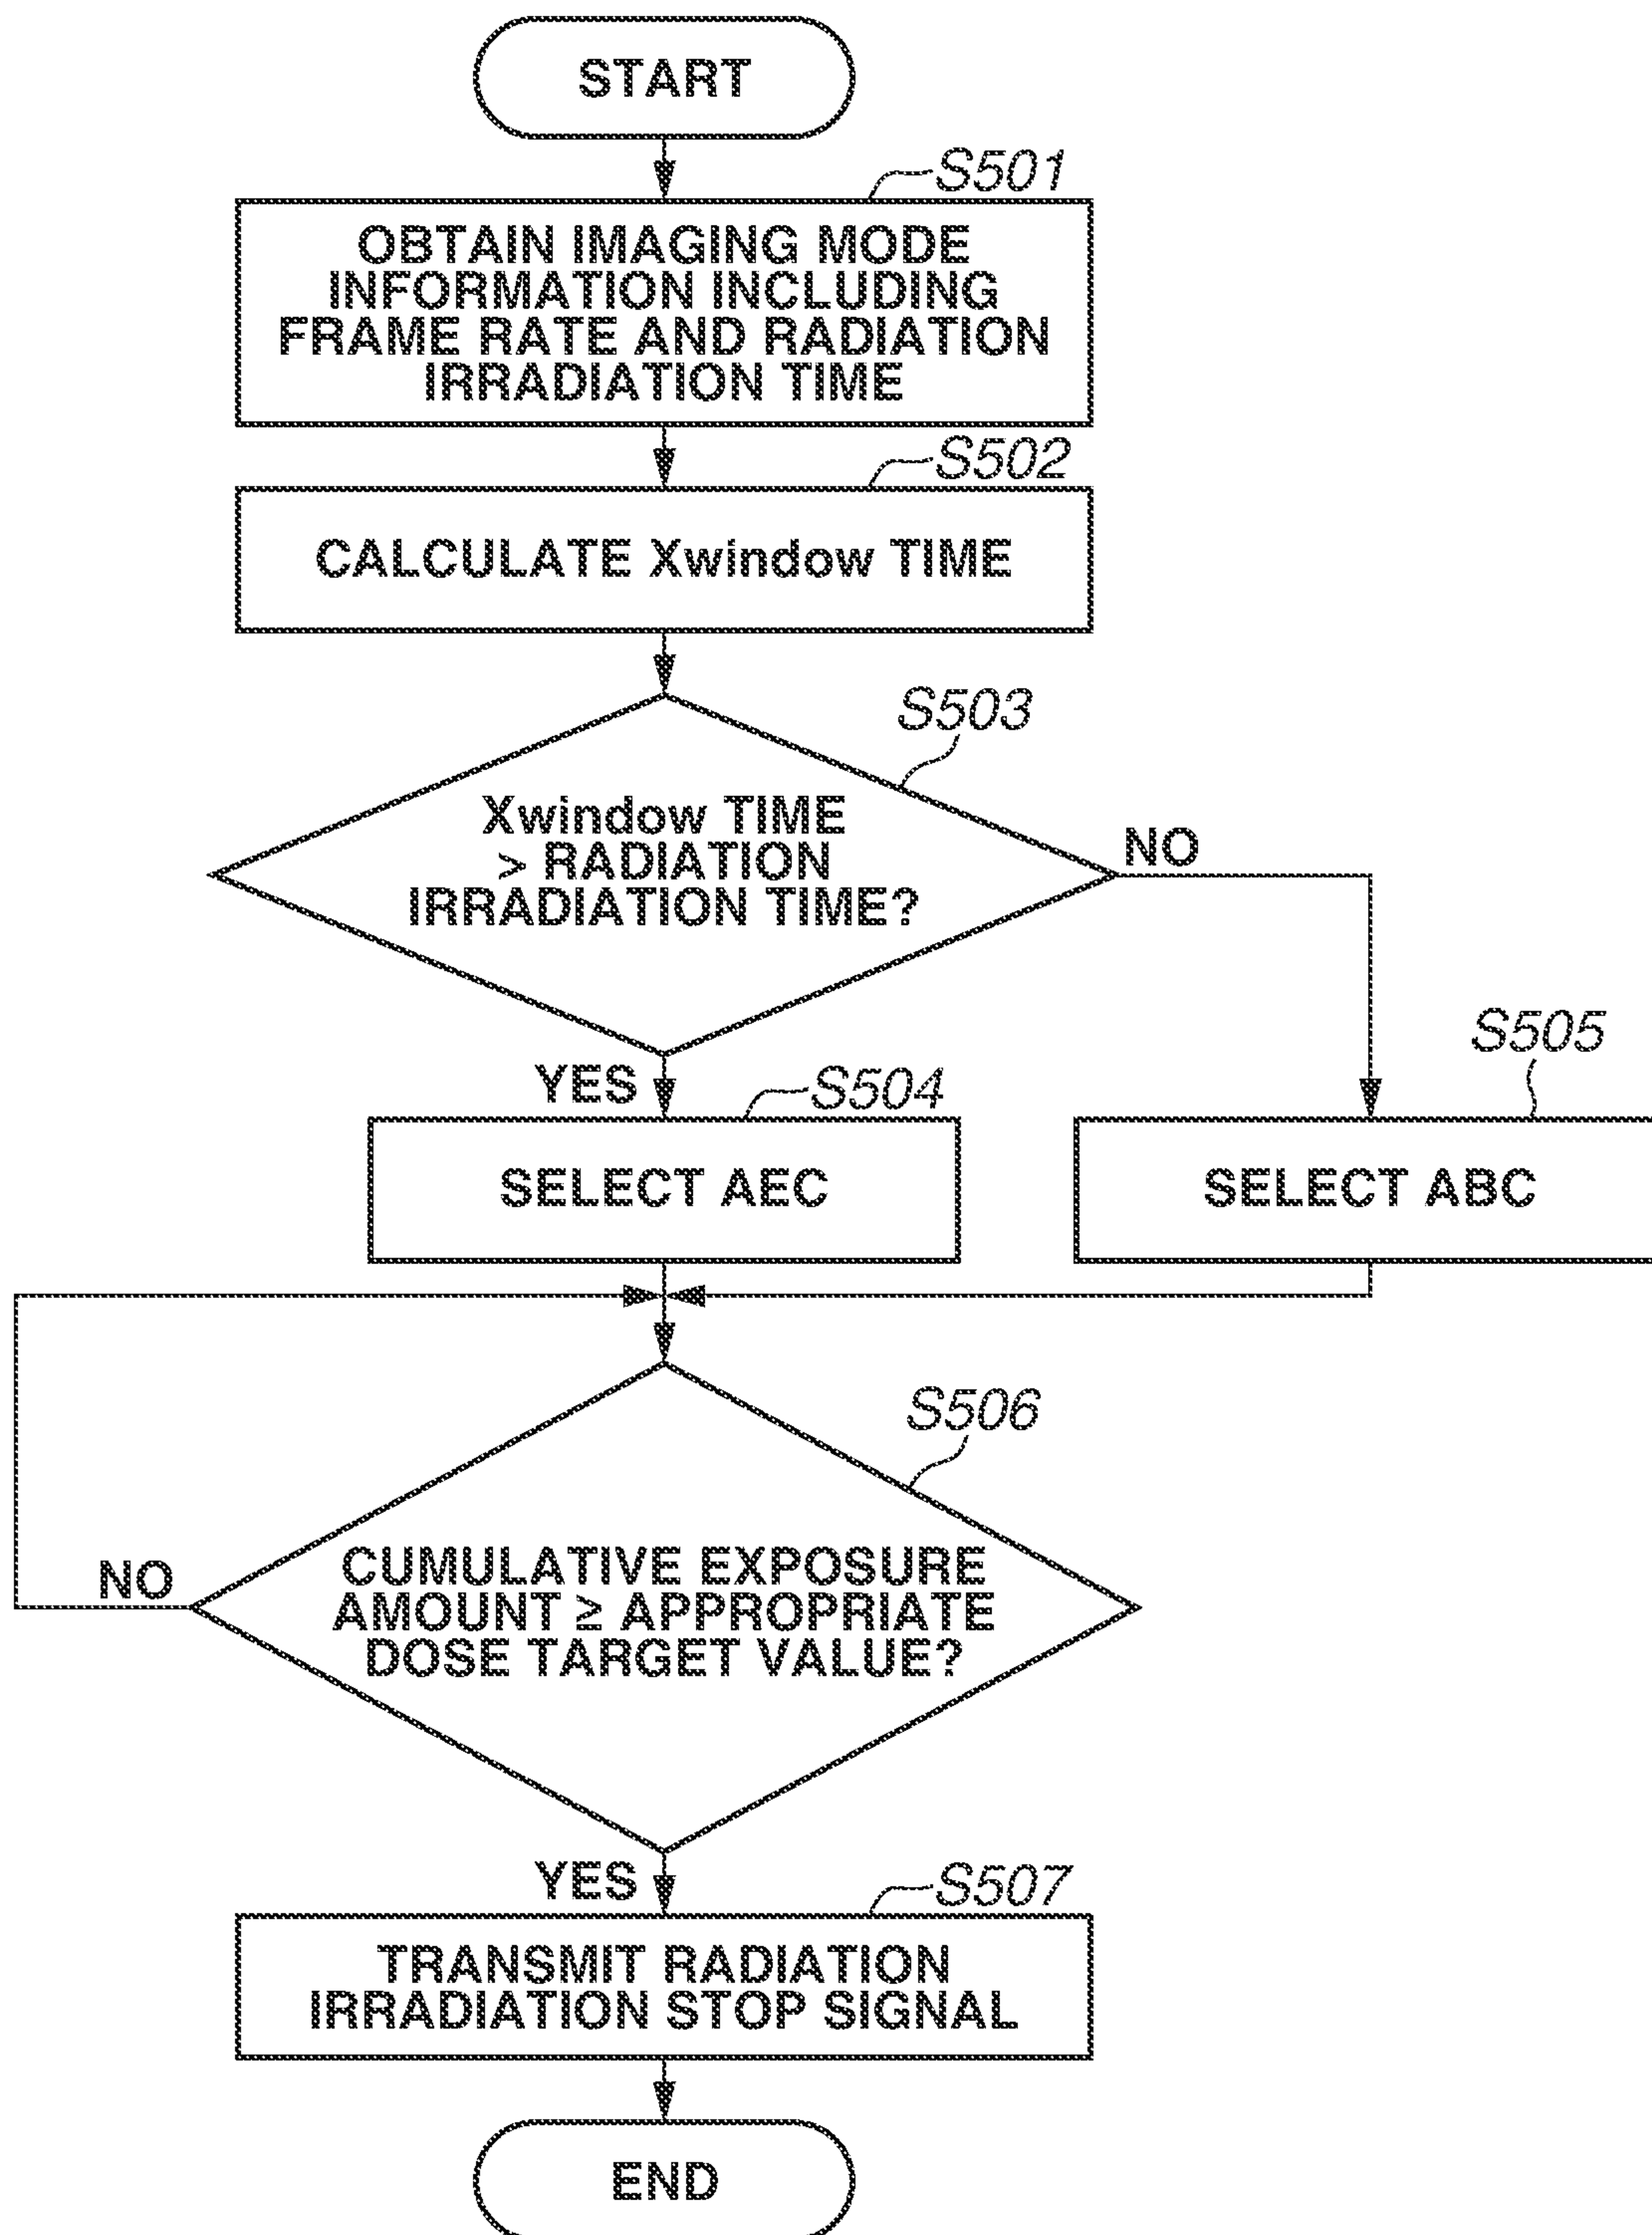 START
S501
OBTAIN IMAGING MODE
INFORMATION INCLUDING
FRAME RATE AND RADIATION
IRRADIATION TIME
S502
CALCULATE Xwindow TIME
S503
Xwindow TIME
> RADIATION
IRRADIATION TIME?
NO
YES
S504
SELECT AEC
S505
SELECT ABC
S506
CUMULATIVE EXPOSURE
AMOUNT ≥ APPROPRIATE
DOSE TARGET VALUE?
NO
YES
S507
TRANSMIT RADIATION
IRRADIATION STOP SIGNAL
END